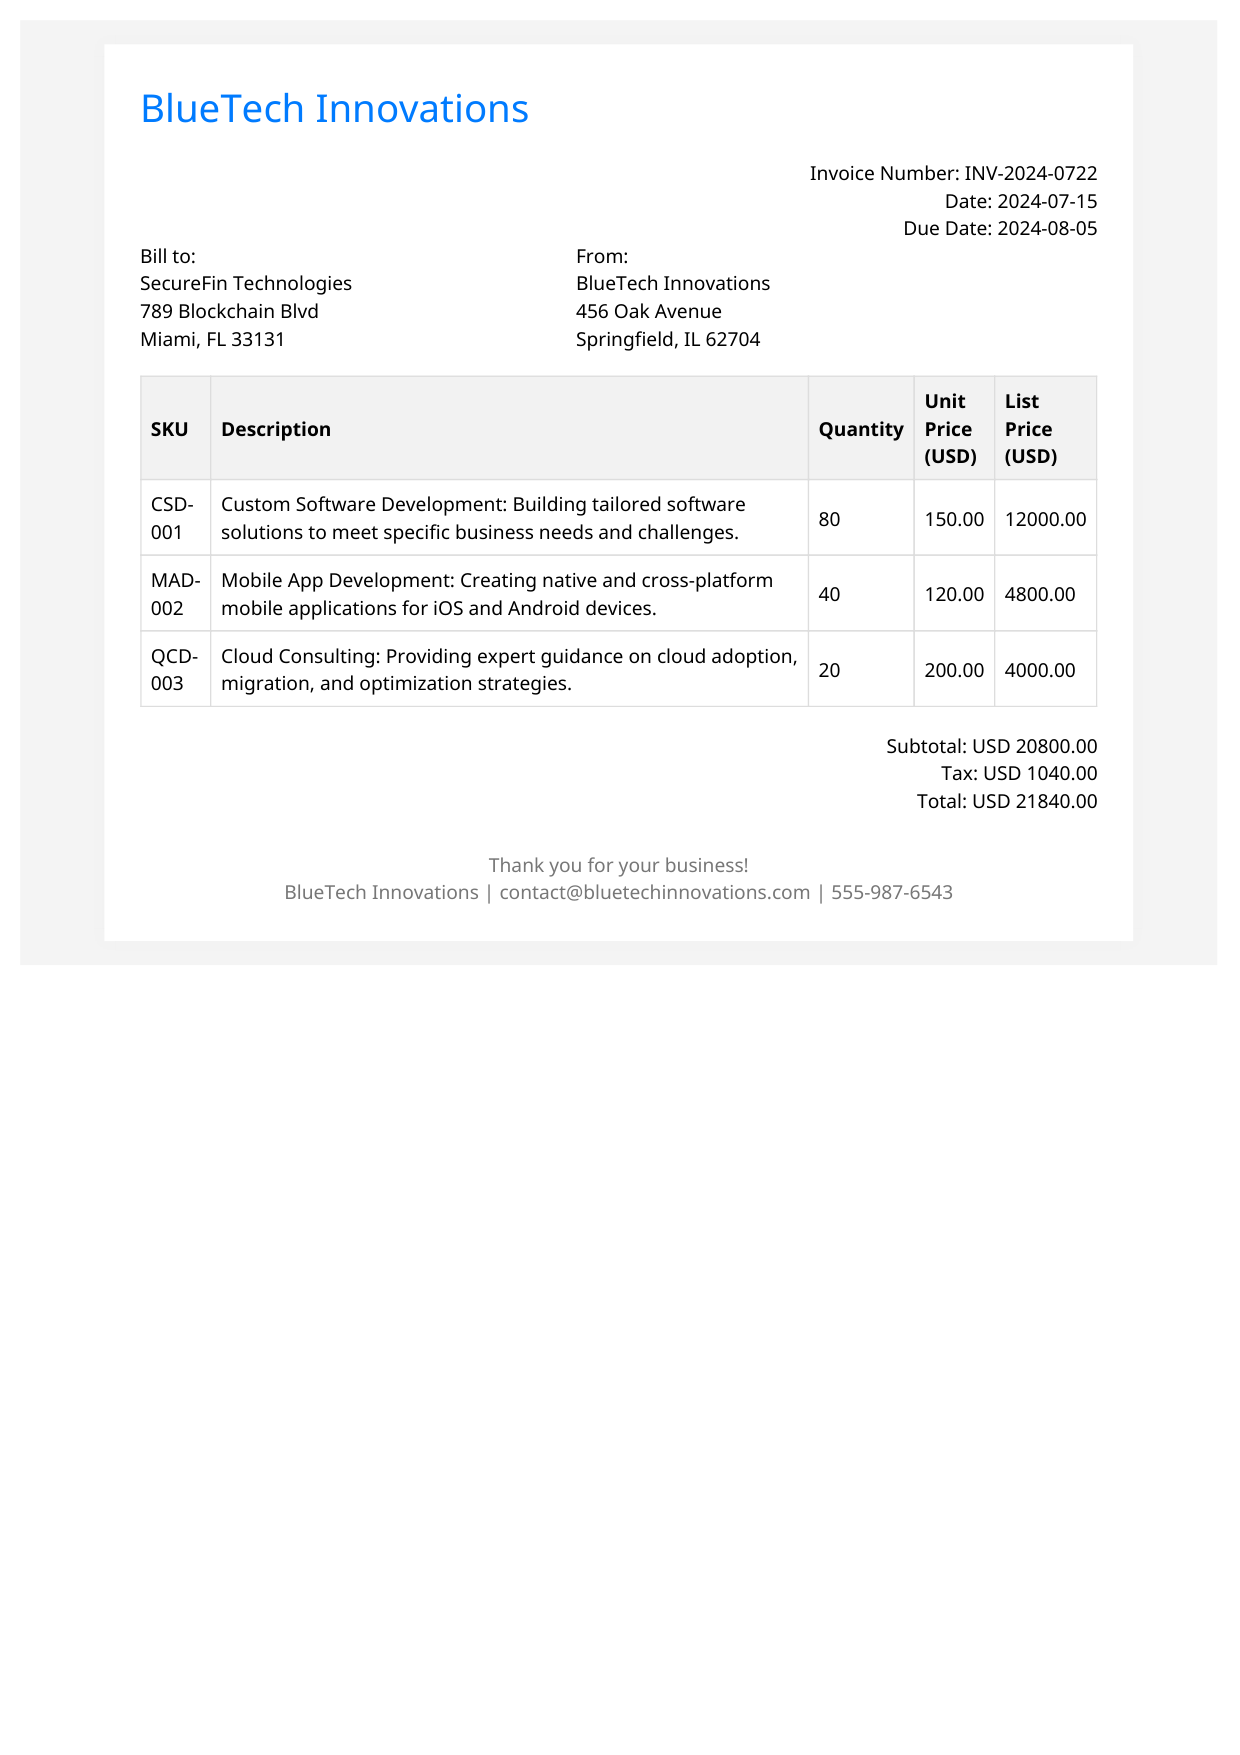 BlueTech Innovations
Invoice Number: INV-2024-0722
Date: 2024-07-15
Due Date: 2024-08-05
Bill to:
SecureFin Technologies
789 Blockchain Blvd
Miami, FL 33131
From:
BlueTech Innovations
456 Oak Avenue
Springfield, IL 62704
SKU
Description
Quantity
Unit
Price
(USD)
List
Price
(USD)
CSD-
001
Custom Software Development: Building tailored software
solutions to meet specific business needs and challenges.
80
150.00
12000.00
MAD-
002
Mobile App Development: Creating native and cross-platform
mobile applications for iOS and Android devices.
40
120.00
4800.00
QCD-
003
Cloud Consulting: Providing expert guidance on cloud adoption,
migration, and optimization strategies.
20
200.00
4000.00
Subtotal: USD 20800.00
Tax: USD 1040.00
Total: USD 21840.00
Thank you for your business!
BlueTech Innovations | contact@bluetechinnovations.com | 555-987-6543